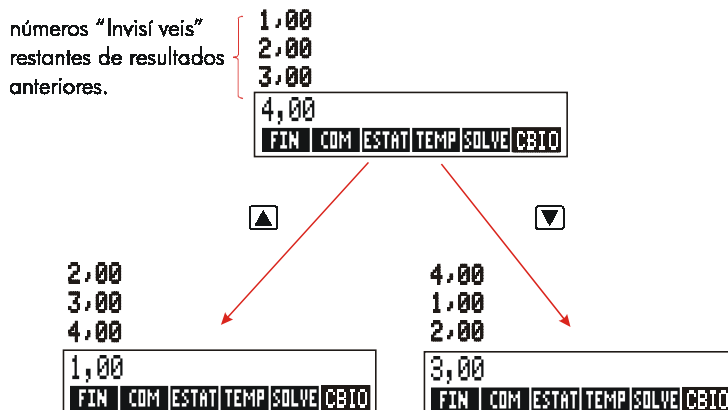 números “Invisí veis”
restantes de resultados
anteriores.
1,00
2,00
3,00
4,00
FIN COM ESTAT TEMP SOLVE CBIO
2,00
3,00
4,00
1,00
FIN COM ESTAT TEMP SOLVE CBIO
4,00
1,00
2,00
3,00
FIN COM ESTAT TEMP SOLVE CBIO